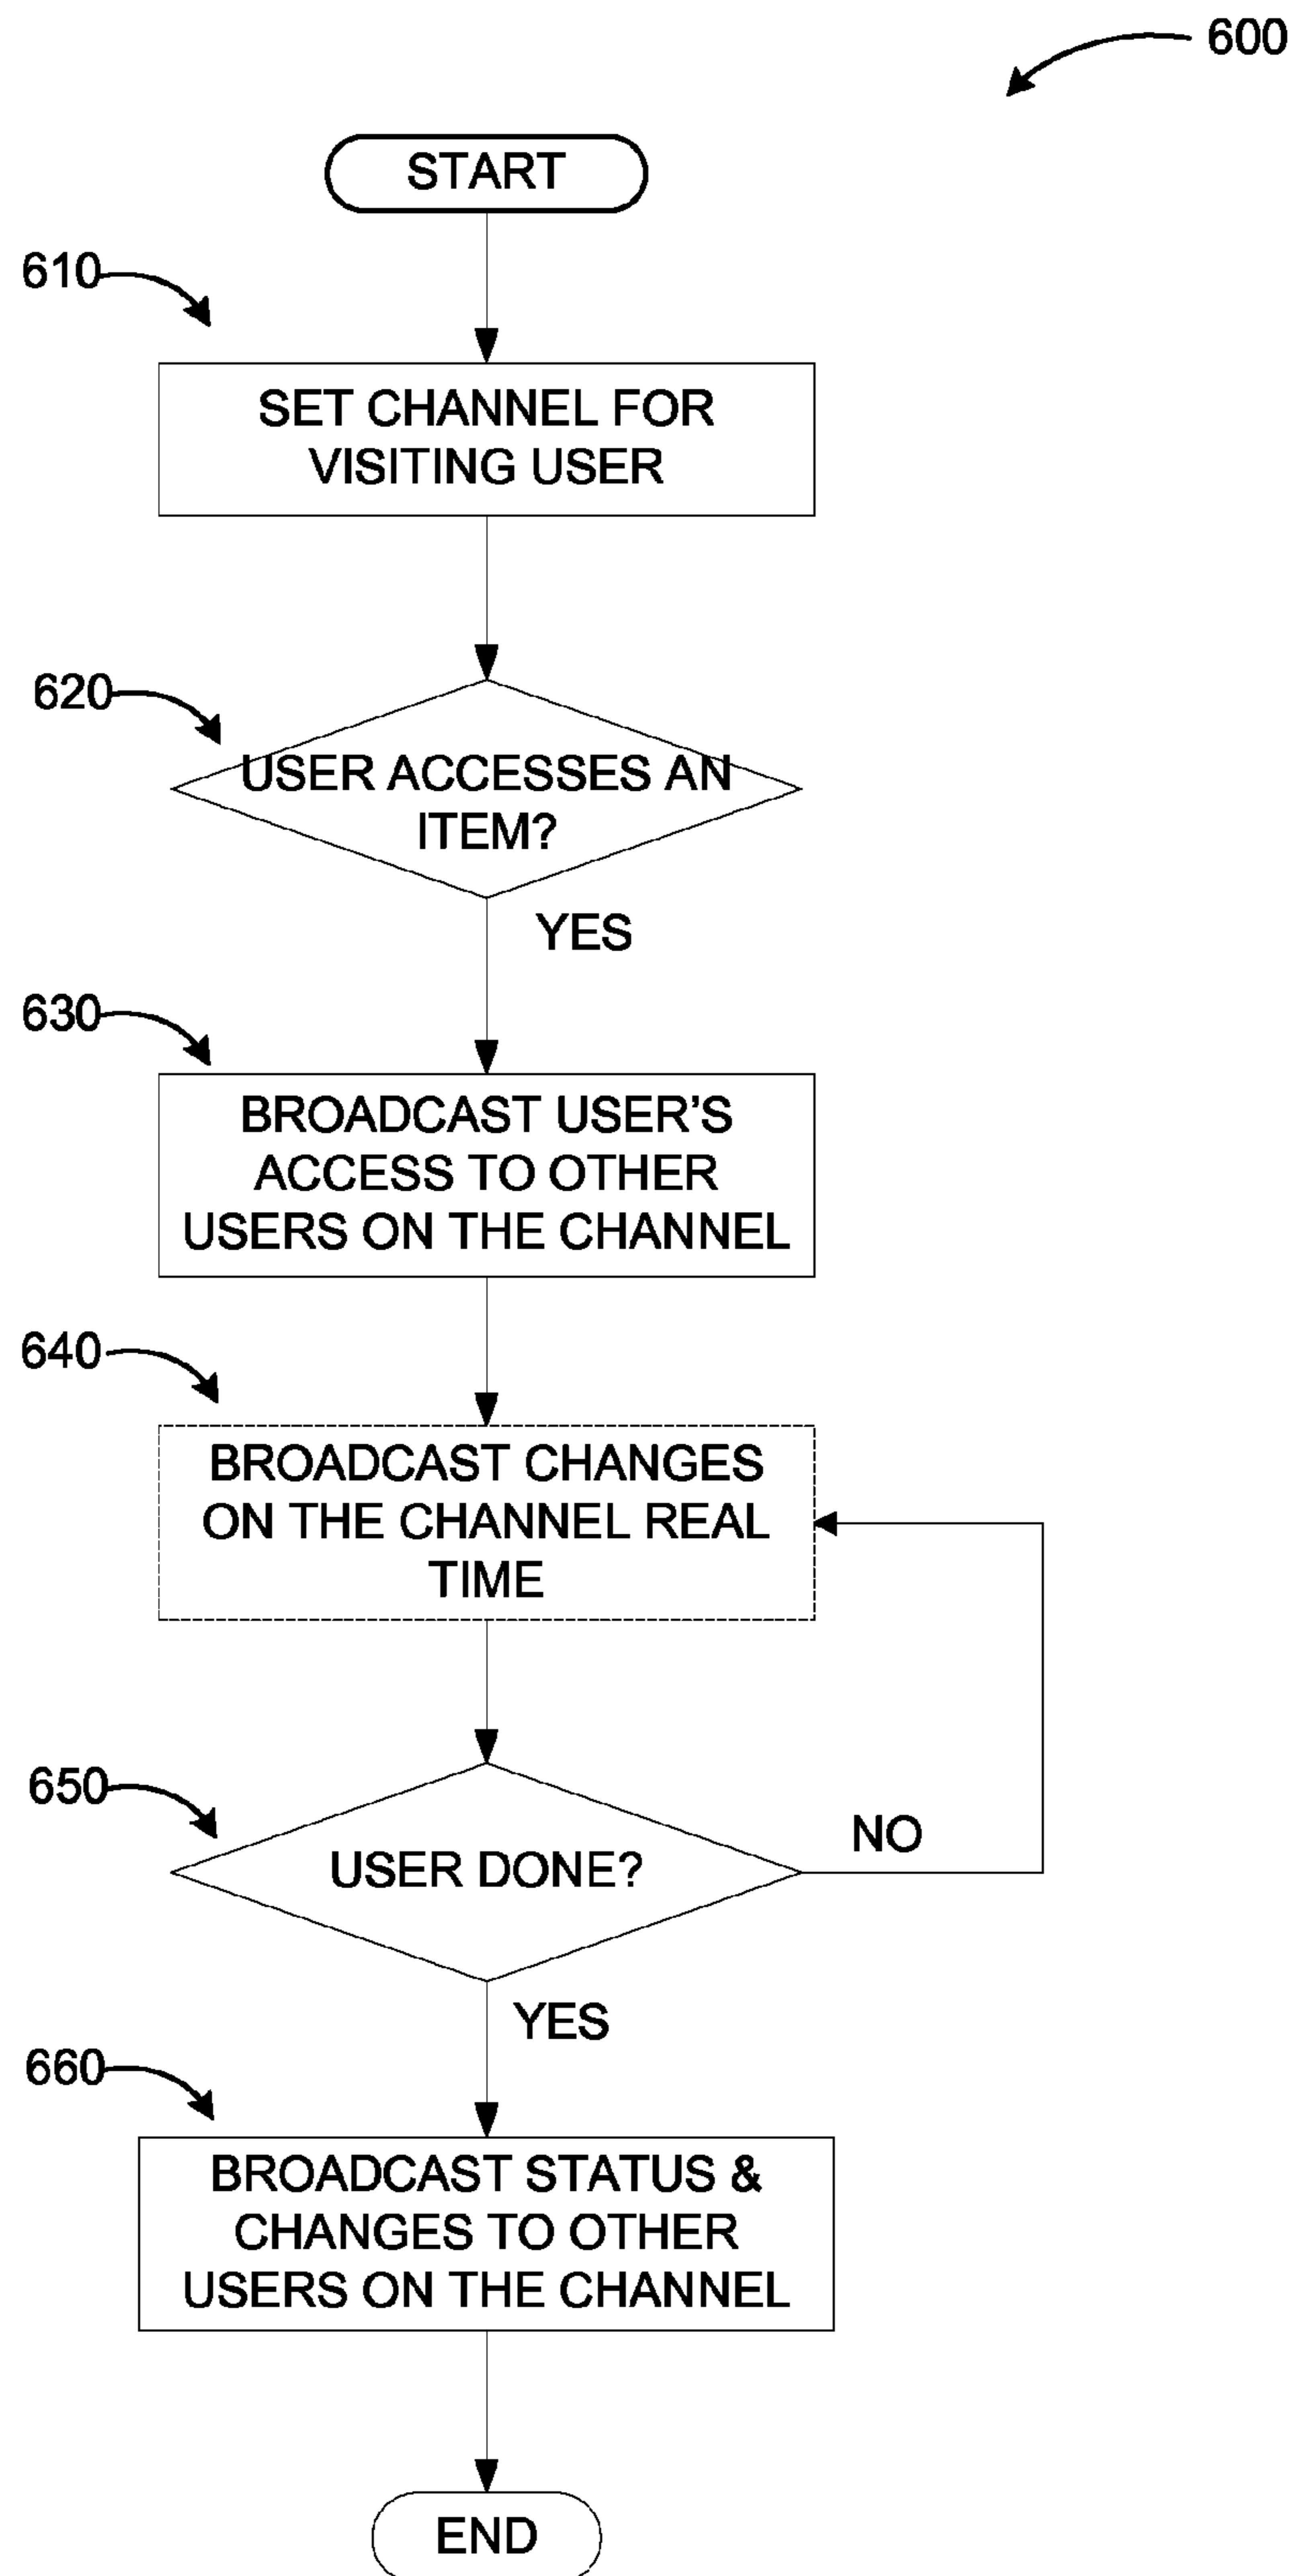 600
START
610
SET CHANNEL FOR
VISITING USER
620
USER ACCESSES AN
ITEM?
YES
630
BROADCAST USER'S
ACCESS TO OTHER
USERS ON THE CHANNEL
640
BROADCAST CHANGES
ON THE CHANNEL REAL
TIME
650
USER DONE?
NO
YES
660
BROADCAST STATUS &
CHANGES TO OTHER
USERS ON THE CHANNEL
END